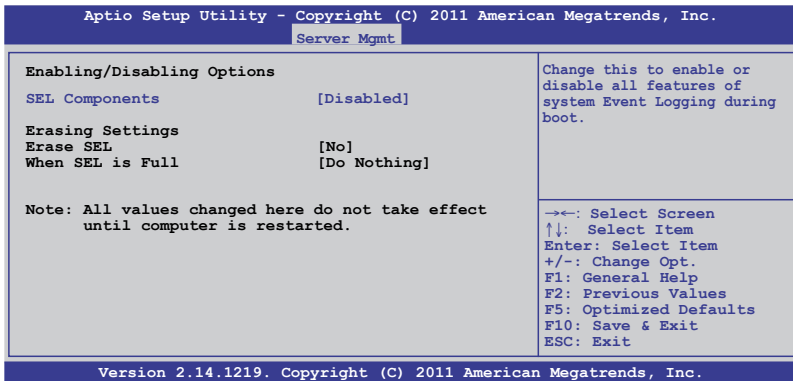 Aptio Setup Utility - Copyright (C) 2011 American Megatrends, Inc.
Server Mgmt
Enabling/Disabling Options
SEL Components [Disabled]
Erasing Settings
Erase SEL [No]
When SEL is Full [Do Nothing]
Note: All values changed here do not take effect
until computer is restarted.
Change this to enable or
disable all features of
system Event Logging during
boot.
→←: Select Screen
↑↓: Select Item
Enter: Select Item
+/-: Change Opt.
F1: General Help
F2: Previous Values
F5: Optimized Defaults
F10: Save & Exit
ESC: Exit
Version 2.14.1219. Copyright (C) 2011 American Megatrends, Inc.